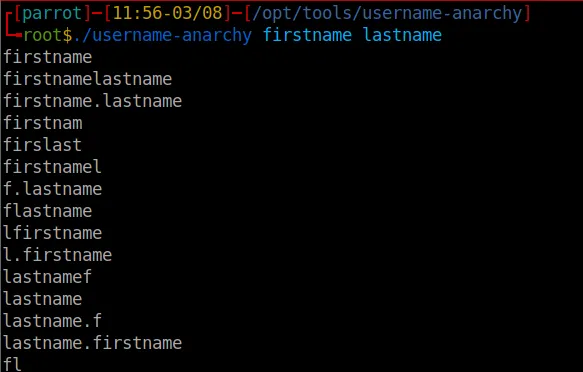 ┌─[parrot]─[11:56-03/08]─[/opt/tools/username-anarchy]
└╼root$./username-anarchy firstname lastname
firstname
firstnamelastname
firstname.lastname
firstnam
firslast
firstnamel
f.lastname
flastname
lfirstname
l.firstname
lastnamef
lastname
lastname.f
lastname.firstname
fl